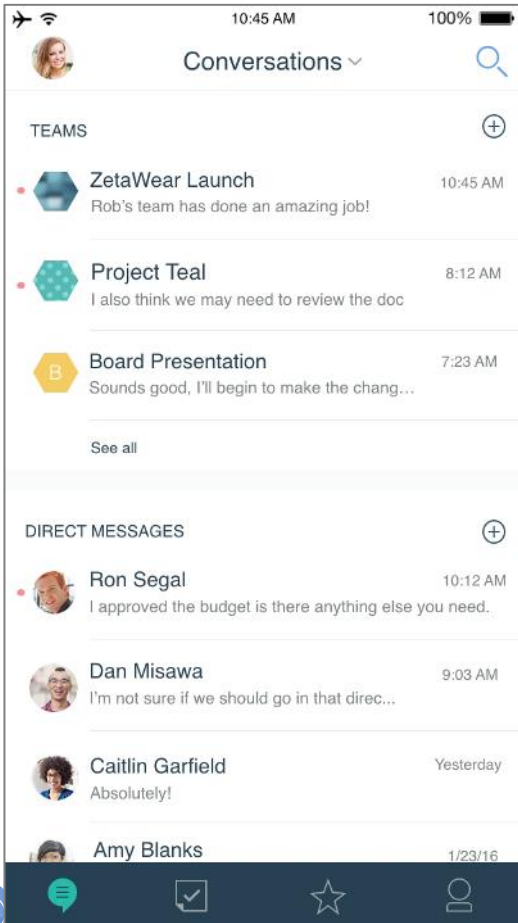 10:45 AM 100%
Conversations
TEAMS
ZetaWear Launch 10:45 AM
Rob's team has done an amazing job!
Project Teal 8:12 AM
I also think we may need to review the doc
B
Board Presentation 7:23 AM
Sounds good, I'll begin to make the chang...
See all
DIRECT MESSAGES
Ron Segal 10:12 AM
I approved the budget is there anything else you need.
Dan Misawa 9:03 AM
I'm not sure if we should go in that direc...
Caitlin Garfield Yesterday
Absolutely!
Amy Blanks 1/23/16